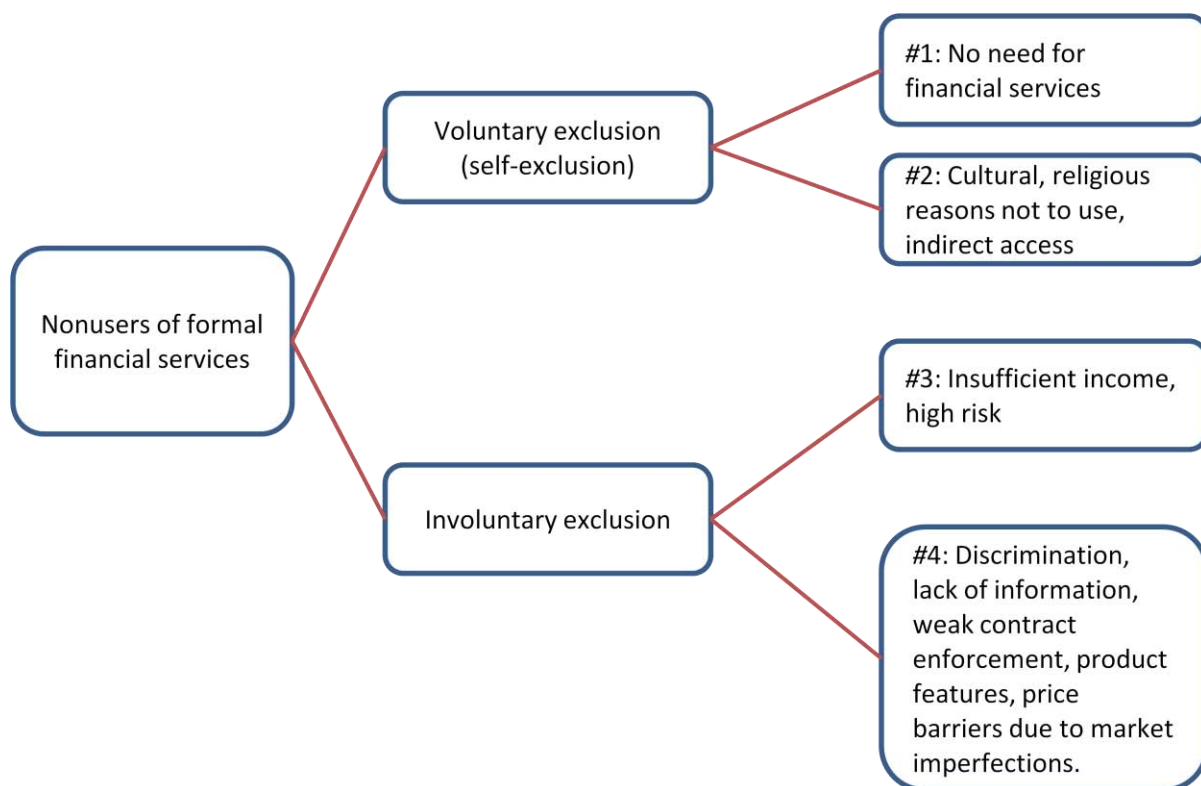 Nonusers of formal
financial services
Voluntary exclusion
(self-exclusion)
#1: No need for
financial services
#2: Cultural, religious
reasons not to use,
indirect access
Involuntary exclusion
#3: Insufficient income,
high risk
#4: Discrimination,
lack of information,
weak contract
enforcement, product
features, price
barriers due to market
imperfections.